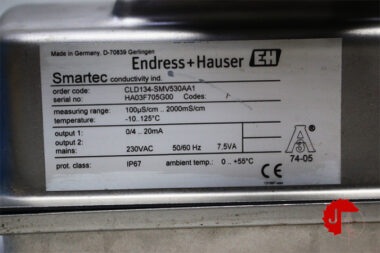 Made in Germany, D-70839 Gerlingen
Endress+Hauser EH
Smartec conductivity ind.
order code: CLD134-SMV530AA1
serial no: HA03F705G00 Codes: /
measuring range: 100µS/cm .. 2000mS/cm
temperature: -10..125°C
output 1: 0/4 .. 20mA
output 2:
mains: 230VAC 50/60 Hz 7.5VA
prot. class: IP67 ambient temp.: 0 .. +55°C
3 A
74-05